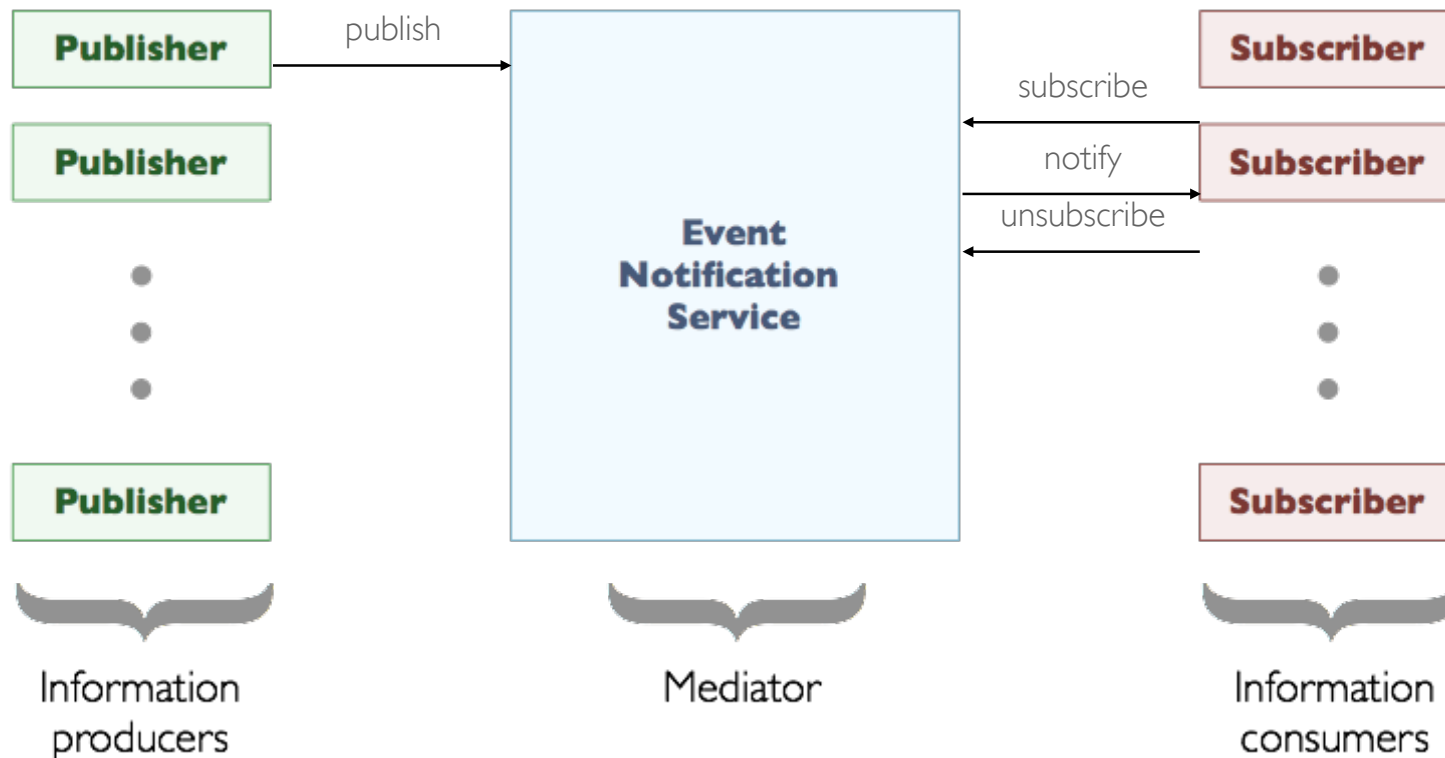 Publisher
publish
Subscriber
subscribe
Publisher
notify
Subscriber
unsubscribe
Event
Notification
Service
Publisher
Subscriber
Information
producers
Mediator
Information
consumers